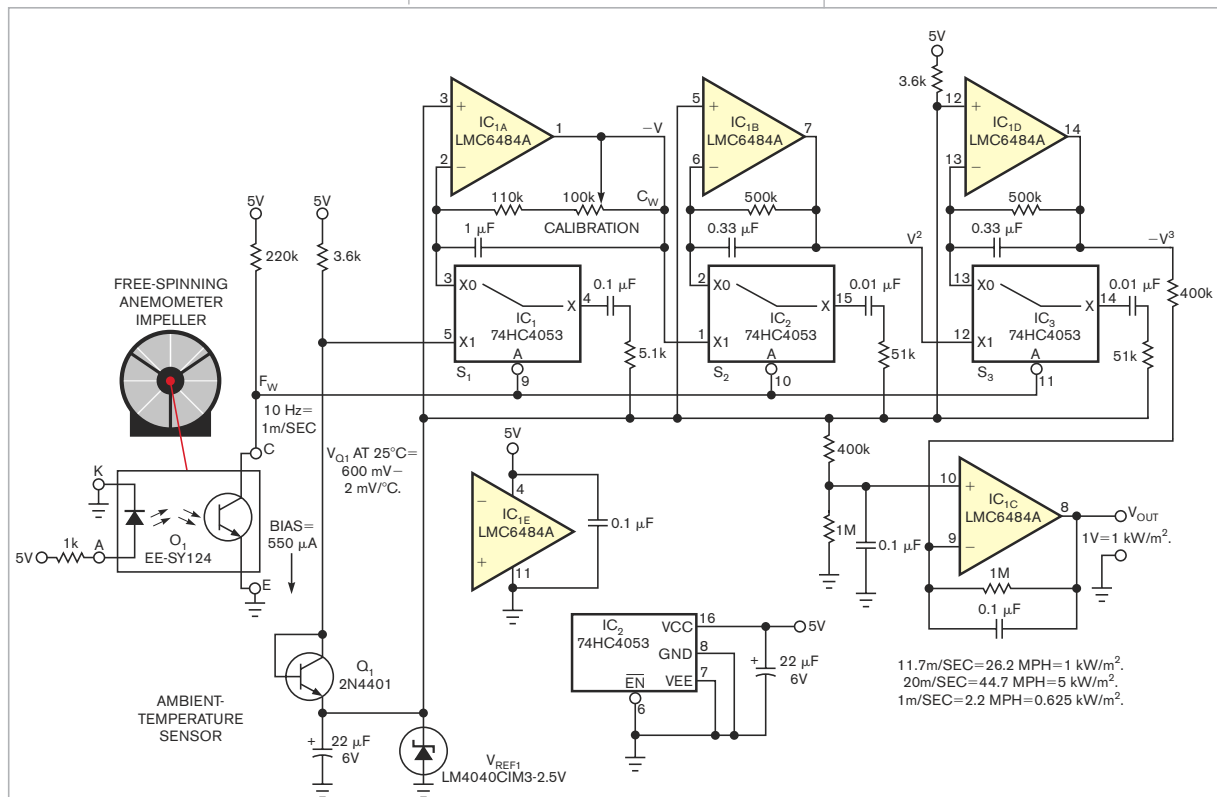 5V
3
+
IC1A
LMC6484A
1
−V
2
−
110k
100k
CW
CALIBRATION
1 µF
5
+
IC1B
LMC6484A
7
6
−
500k
0.33 µF
V²
5V
3.6k
12
+
IC1D
LMC6484A
14
13
−
500k
0.33 µF
−V³
400k
5V
220k
5V
3.6k
FREE-SPINNING
ANEMOMETER
IMPELLER
3
X0
X
4
0.1 µF
IC1
74HC4053
5
X1
A
S1
9
5.1k
2
X0
X
15
0.01 µF
IC2
74HC4053
1
X1
A
S2
10
51k
13
X0
X
14
0.01 µF
IC3
74HC4053
12
X1
A
S3
11
51k
FW
10 Hz=
1m/SEC
C
K
5V
1k
A
O1
EE-SY124
E
BIAS=
550 µA
VQ1 AT 25°C=
600 mV−
2 mV/°C.
5V
4
−
IC1E
LMC6484A
+
11
0.1 µF
400k
1M
0.1 µF
10
+
IC1C
LMC6484A
8
9
−
VOUT
1V=1 kW/m².
1M
0.1 µF
IC2
74HC4053
VCC
16
5V
GND
8
VEE
7
EN
6
+
22 µF
6V
11.7m/SEC=26.2 MPH=1 kW/m².
20m/SEC=44.7 MPH=5 kW/m².
1m/SEC=2.2 MPH=0.625 kW/m².
Q1
2N4401
AMBIENT-
TEMPERATURE
SENSOR
+
22 µF
6V
VREF1
LM4040CIM3-2.5V